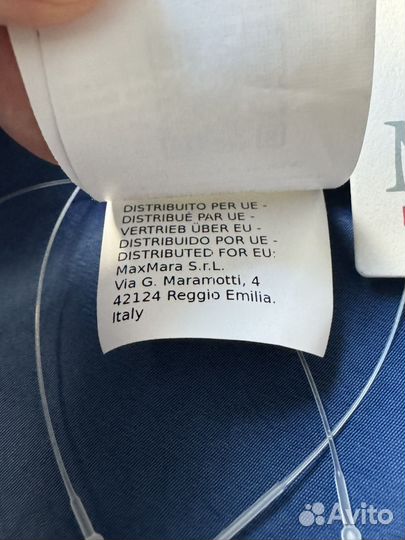 DISTRIBUITO PER UE -
DISTRIBUÉ PAR UE -
VERTRIEB ÜBER EU -
DISTRIBUIDO POR UE -
DISTRIBUTED FOR EU:
MaxMara S.r.L.
Via G. Maramotti, 4
42124 Reggio Emilia.
Italy
Avito